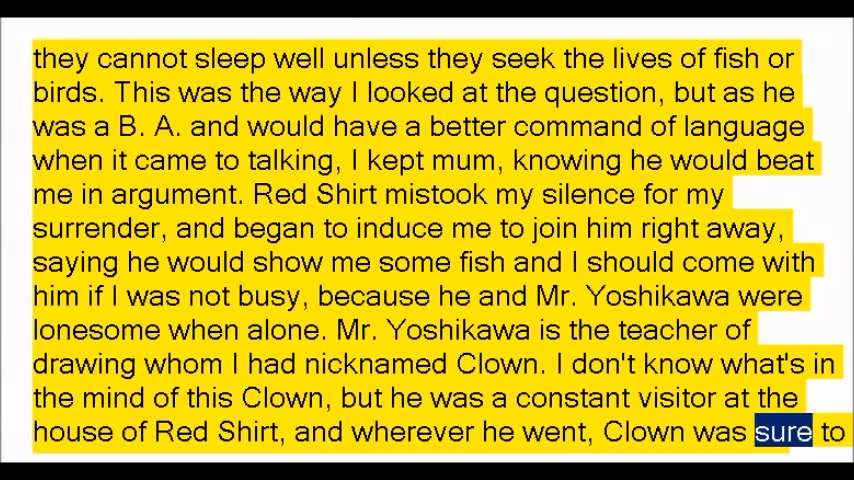 they cannot sleep well unless they seek the lives of fish or
birds. This was the way I looked at the question, but as he
was a B. A. and would have a better command of language
when it came to talking, I kept mum, knowing he would beat
me in argument. Red Shirt mistook my silence for my
surrender, and began to induce me to join him right away,
saying he would show me some fish and I should come with
him if I was not busy, because he and Mr. Yoshikawa were
lonesome when alone. Mr. Yoshikawa is the teacher of
drawing whom I had nicknamed Clown. I don't know what's in
the mind of this Clown, but he was a constant visitor at the
house of Red Shirt, and wherever he went, Clown was sure to